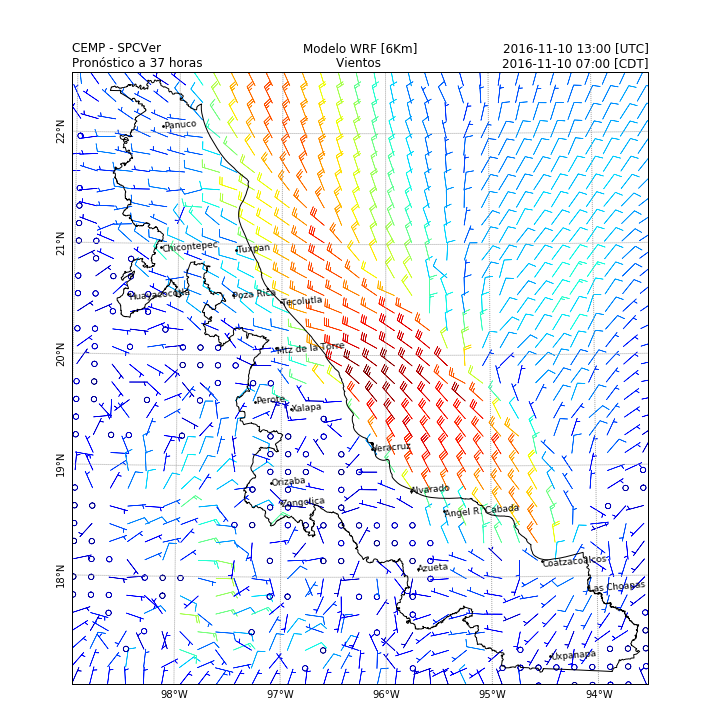 CEMP - SPCVer
Modelo WRF [6Km]
2016-11-10 13:00 [UTC]
Pronóstico a 37 horas
Vientos
2016-11-10 07:00 [CDT]
22°N
Panuco
21°N
Chicontepec
Tuxpan
Huayacocotla
Poza Rica
Tecolutla
20°N
Mtz de la Torre
Perote
Xalapa
Veracruz
19°N
Orizaba
Alvarado
Zongolica
Angel R. Cabada
Coatzacoalcos
Azueta
18°N
Las Choapas
Uxpanapa
98°W 97°W 96°W 95°W 94°W